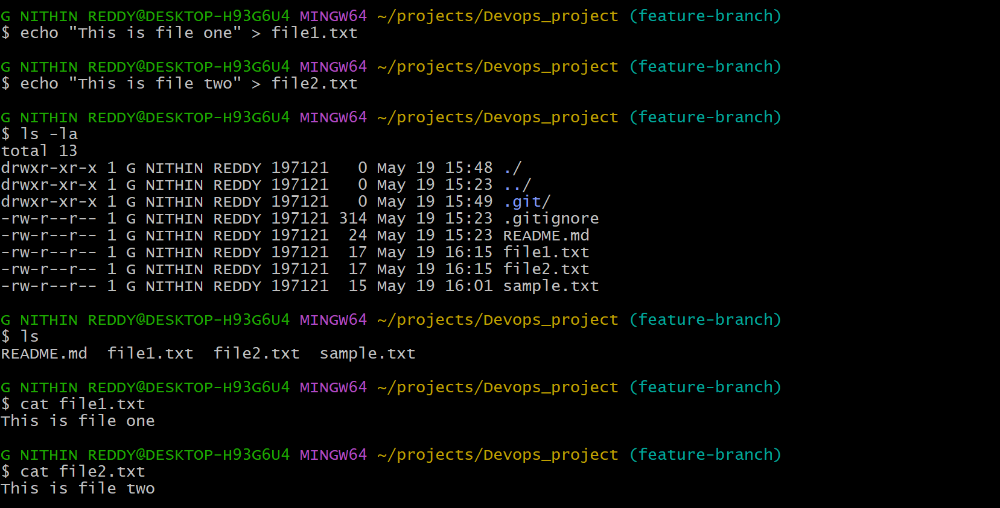 G NITHIN REDDY@DESKTOP-H93G6U4 MINGW64 ~/projects/Devops_project (feature-branch)
$ echo "This is file one" > file1.txt
G NITHIN REDDY@DESKTOP-H93G6U4 MINGW64 ~/projects/Devops_project (feature-branch)
$ echo "This is file two" > file2.txt
G NITHIN REDDY@DESKTOP-H93G6U4 MINGW64 ~/projects/Devops_project (feature-branch)
$ ls -la
total 13
drwxr-xr-x 1 G NITHIN REDDY 197121   0 May 19 15:48 ./
drwxr-xr-x 1 G NITHIN REDDY 197121   0 May 19 15:23 ../
drwxr-xr-x 1 G NITHIN REDDY 197121   0 May 19 15:49 .git/
-rw-r--r-- 1 G NITHIN REDDY 197121 314 May 19 15:23 .gitignore
-rw-r--r-- 1 G NITHIN REDDY 197121  24 May 19 15:23 README.md
-rw-r--r-- 1 G NITHIN REDDY 197121  17 May 19 16:15 file1.txt
-rw-r--r-- 1 G NITHIN REDDY 197121  17 May 19 16:15 file2.txt
-rw-r--r-- 1 G NITHIN REDDY 197121  15 May 19 16:01 sample.txt
G NITHIN REDDY@DESKTOP-H93G6U4 MINGW64 ~/projects/Devops_project (feature-branch)
$ ls
README.md  file1.txt  file2.txt  sample.txt
G NITHIN REDDY@DESKTOP-H93G6U4 MINGW64 ~/projects/Devops_project (feature-branch)
$ cat file1.txt
This is file one
G NITHIN REDDY@DESKTOP-H93G6U4 MINGW64 ~/projects/Devops_project (feature-branch)
$ cat file2.txt
This is file two